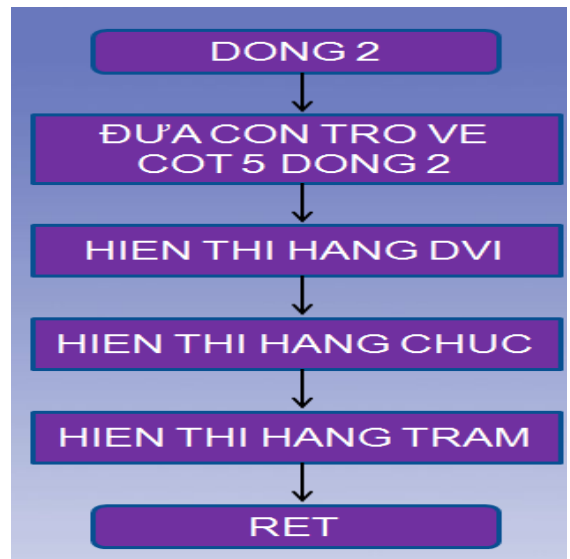 DONG 2
ĐƯA CON TRO VE
COT 5 DONG 2
HIEN THI HANG DVI
HIEN THI HANG CHUC
HIEN THI HANG TRAM
RET